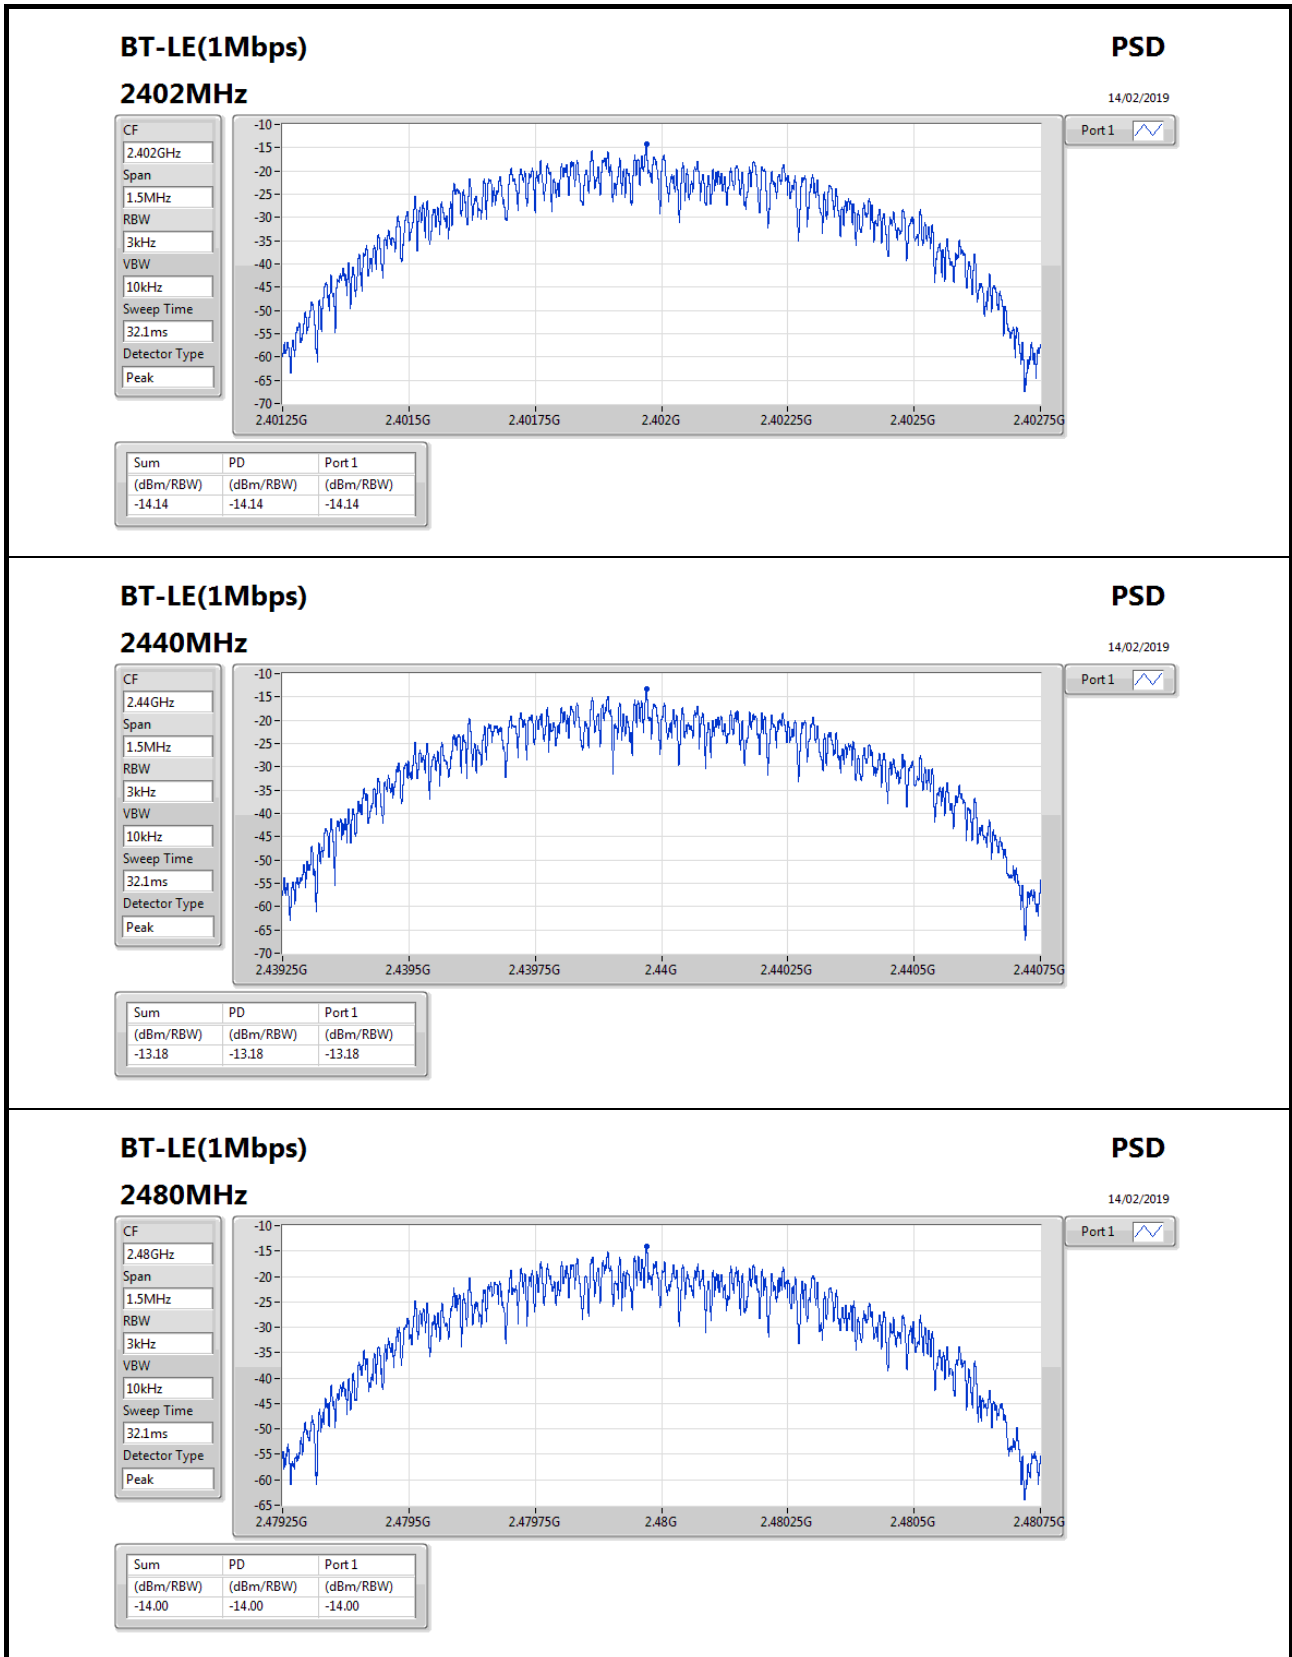 BT-LE(1Mbps) PSD
2402MHz 14/02/2019
CF
2.402GHz
Span
1.5MHz
RBW
3kHz
VBW
10kHz
Sweep Time
32.1ms
Detector Type
Peak
-10
-15
-20
-25
-30
-35
-40
-45
-50
-55
-60
-65
-70
2.40125G 2.4015G 2.40175G 2.402G 2.40225G 2.4025G 2.40275G
Port 1
Sum PD Port 1
(dBm/RBW) (dBm/RBW) (dBm/RBW)
-14.14 -14.14 -14.14
BT-LE(1Mbps) PSD
2440MHz 14/02/2019
CF
2.44GHz
Span
1.5MHz
RBW
3kHz
VBW
10kHz
Sweep Time
32.1ms
Detector Type
Peak
-10
-15
-20
-25
-30
-35
-40
-45
-50
-55
-60
-65
-70
2.43925G 2.4395G 2.43975G 2.44G 2.44025G 2.4405G 2.44075G
Port 1
Sum PD Port 1
(dBm/RBW) (dBm/RBW) (dBm/RBW)
-13.18 -13.18 -13.18
BT-LE(1Mbps) PSD
2480MHz 14/02/2019
CF
2.48GHz
Span
1.5MHz
RBW
3kHz
VBW
10kHz
Sweep Time
32.1ms
Detector Type
Peak
-10
-15
-20
-25
-30
-35
-40
-45
-50
-55
-60
-65
2.47925G 2.4795G 2.47975G 2.48G 2.48025G 2.4805G 2.48075G
Port 1
Sum PD Port 1
(dBm/RBW) (dBm/RBW) (dBm/RBW)
-14.00 -14.00 -14.00